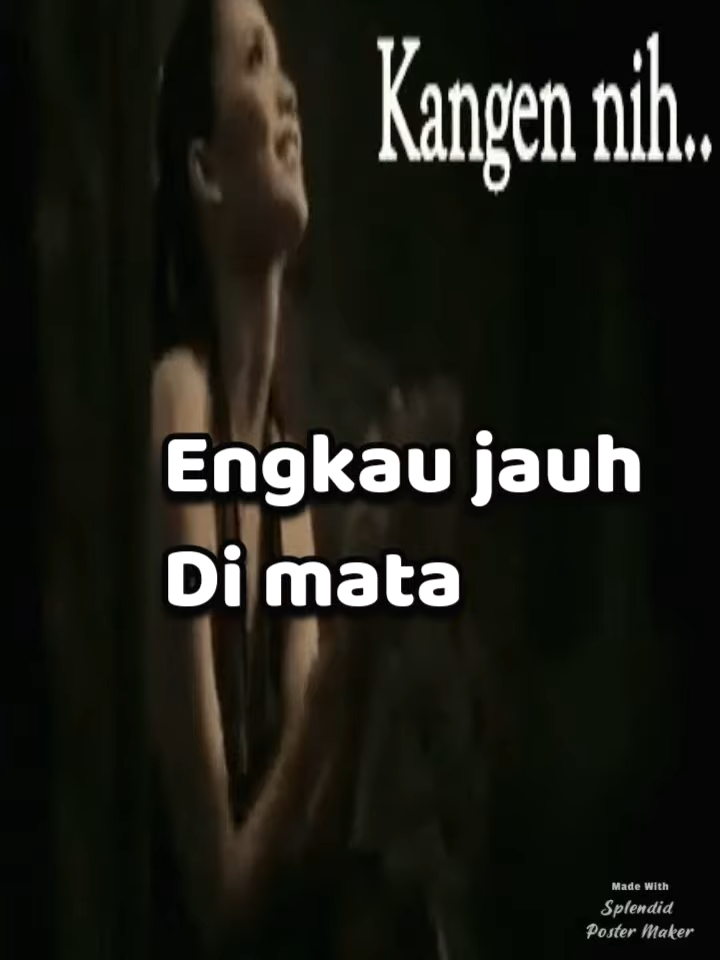 Kangen nih..
Engkau jauh
Di mata
Made With
Splendid
Poster Maker